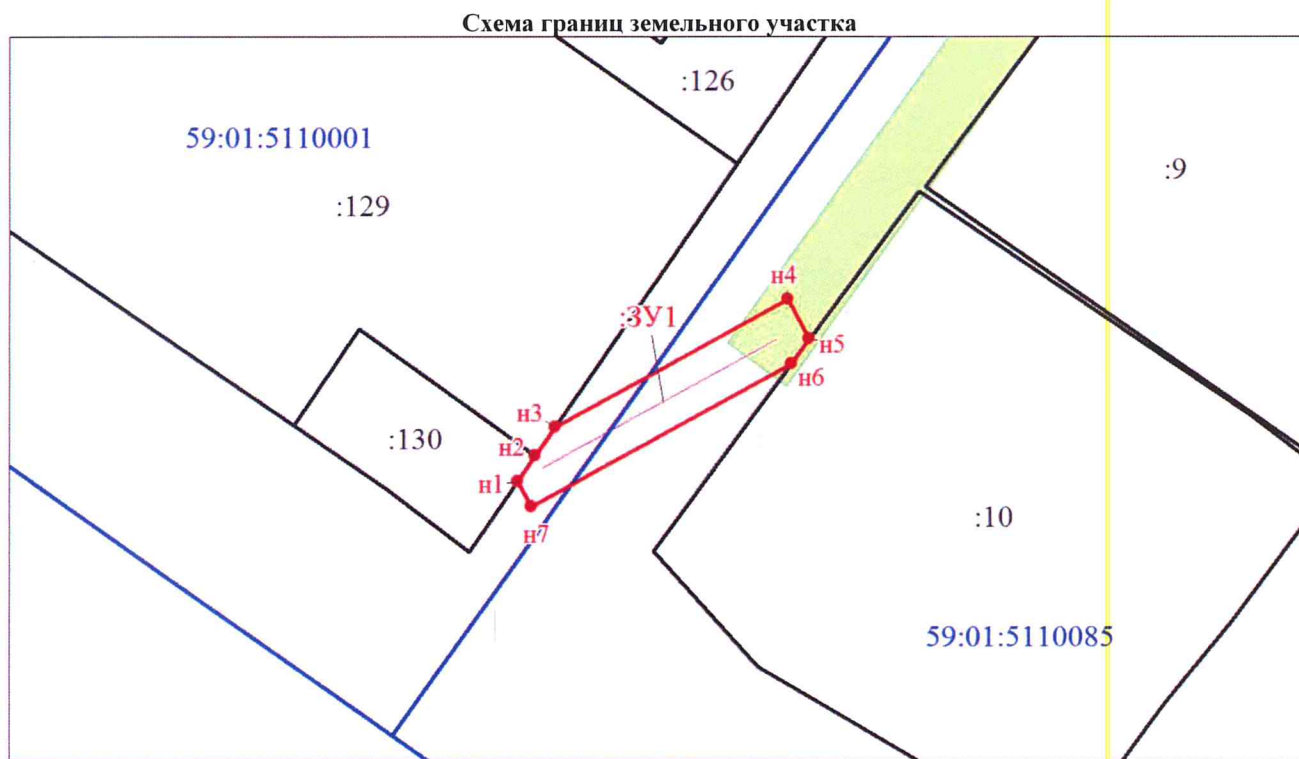 Схема границ земельного участка
:126
59:01:5110001
:9
:129
н4
:ЗУ1
н5
н6
н3
:130
н2
н1
:10
н7
59:01:5110085